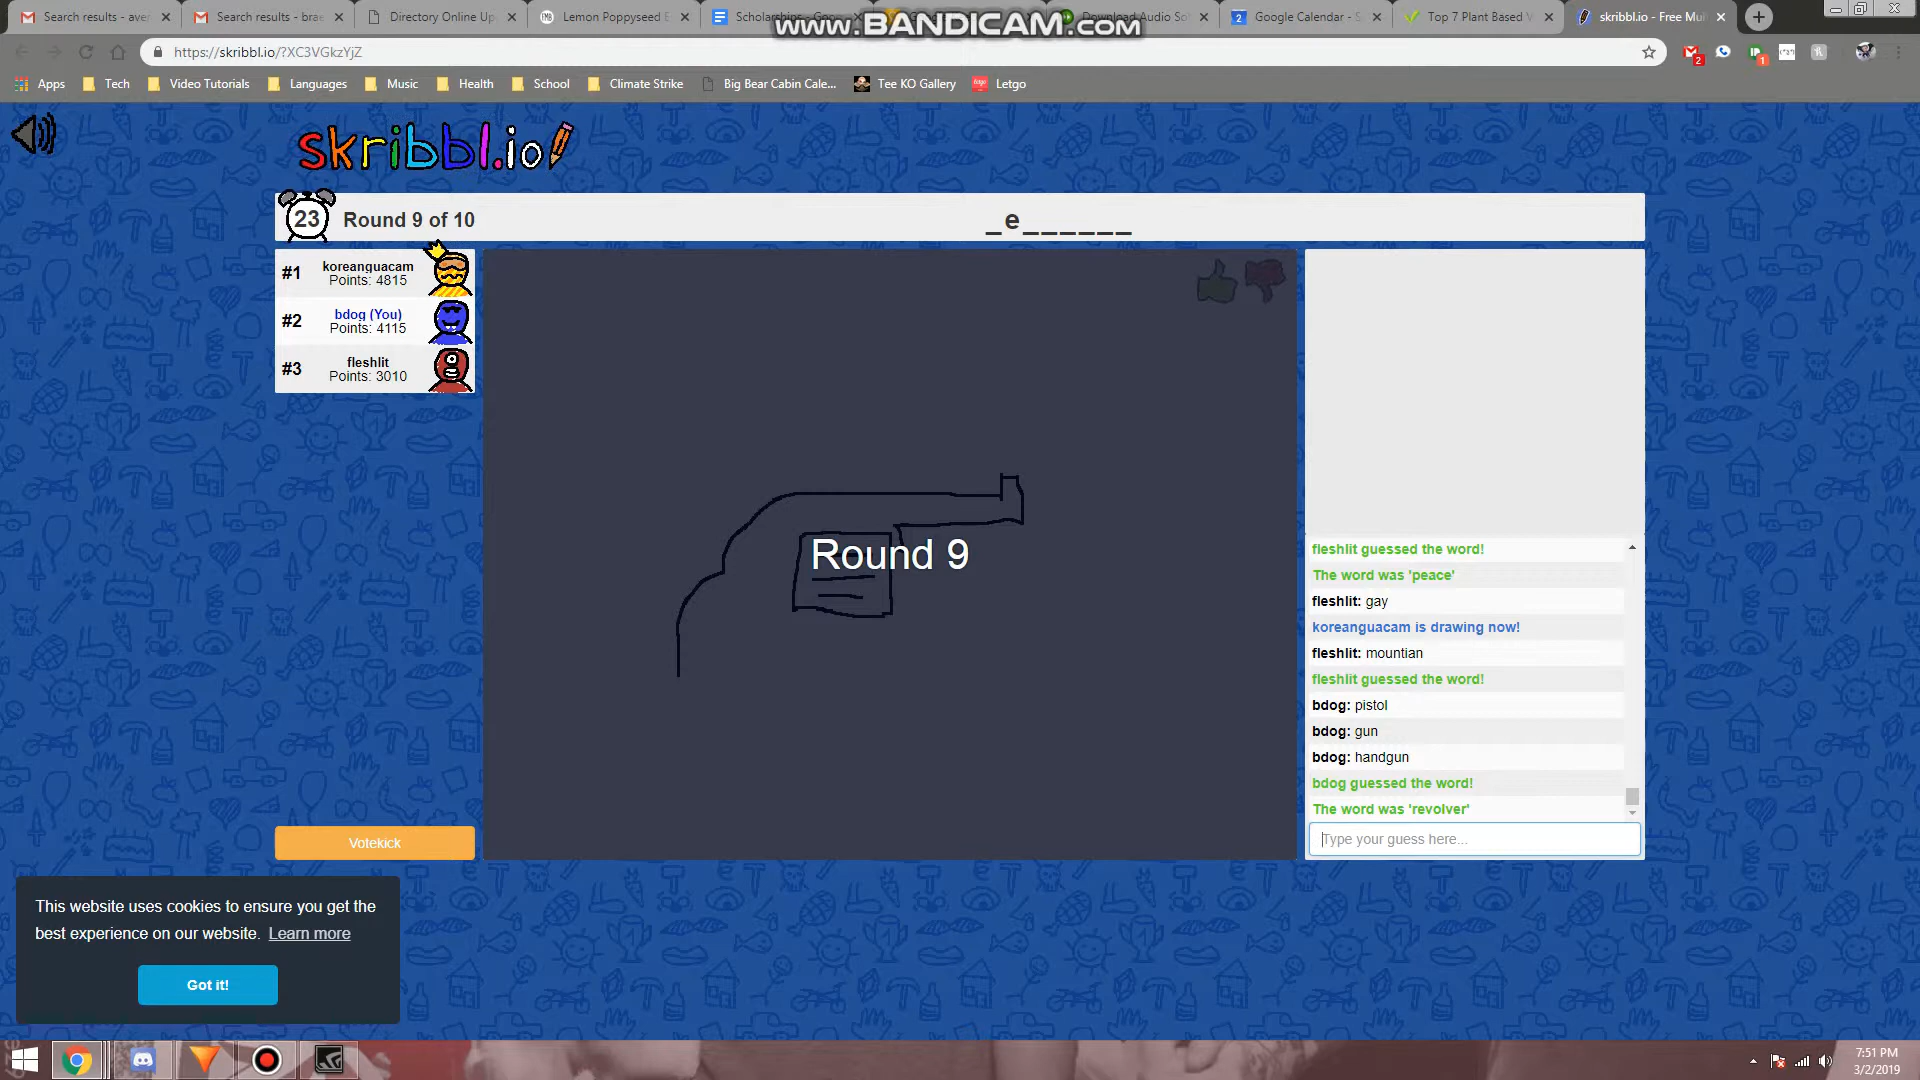 www.BANDICAM.com
Search results - aver
Search results - brae
Directory Online Up
Lemon Poppyseed E
Scholarships - Goog
Download Audio So
Google Calendar - S
Top 7 Plant Based V
skribbl.io - Free Mul
https://skribbl.io/?XC3VGkzYjZ
Apps
Tech
Video Tutorials
Languages
Music
Health
School
Climate Strike
Big Bear Cabin Cale...
Tee KO Gallery
Letgo
skribbl.io
23
Round 9 of 10
_e______
#1
koreanguacam
Points: 4815
#2
bdog (You)
Points: 4115
#3
fleshlit
Points: 3010
Round 9
fleshlit guessed the word!
The word was 'peace'
fleshlit: gay
koreanguacam is drawing now!
fleshlit: mountian
fleshlit guessed the word!
bdog: pistol
bdog: gun
bdog: handgun
bdog guessed the word!
The word was 'revolver'
Type your guess here...
Votekick
This website uses cookies to ensure you get the
best experience on our website. Learn more
Got it!
7:51 PM
3/2/2019